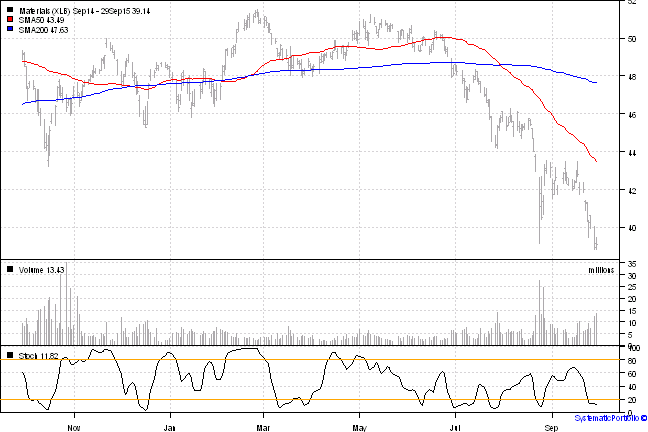 Materials (XLB) Sep14 - 29Sep15 39.14
SMA50 43.49
SMA200 47.63
52
50
48
46
44
42
40
Volume 13.43
millions
35
30
25
20
15
10
5
0
Stoch 11.82
100
80
60
40
20
0
Nov
Jan
Mar
May
Jul
Sep
SystematicPortfolio ©